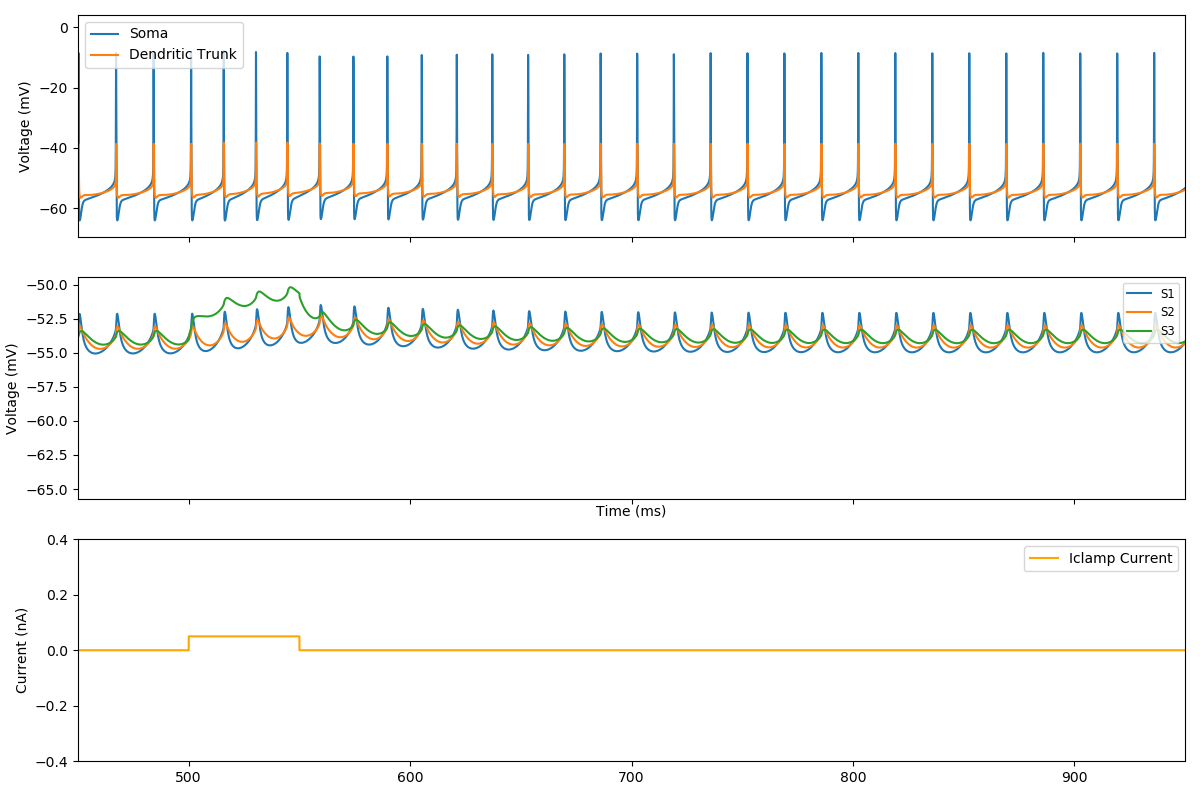 0
−20
−40
−60
Voltage (mV)
Soma
Dendritic Trunk
−50.0
−52.5
−55.0
−57.5
−60.0
−62.5
−65.0
Voltage (mV)
S1
S2
S3
Time (ms)
0.4
0.2
0.0
−0.2
−0.4
Current (nA)
Iclamp Current
500 600 700 800 900